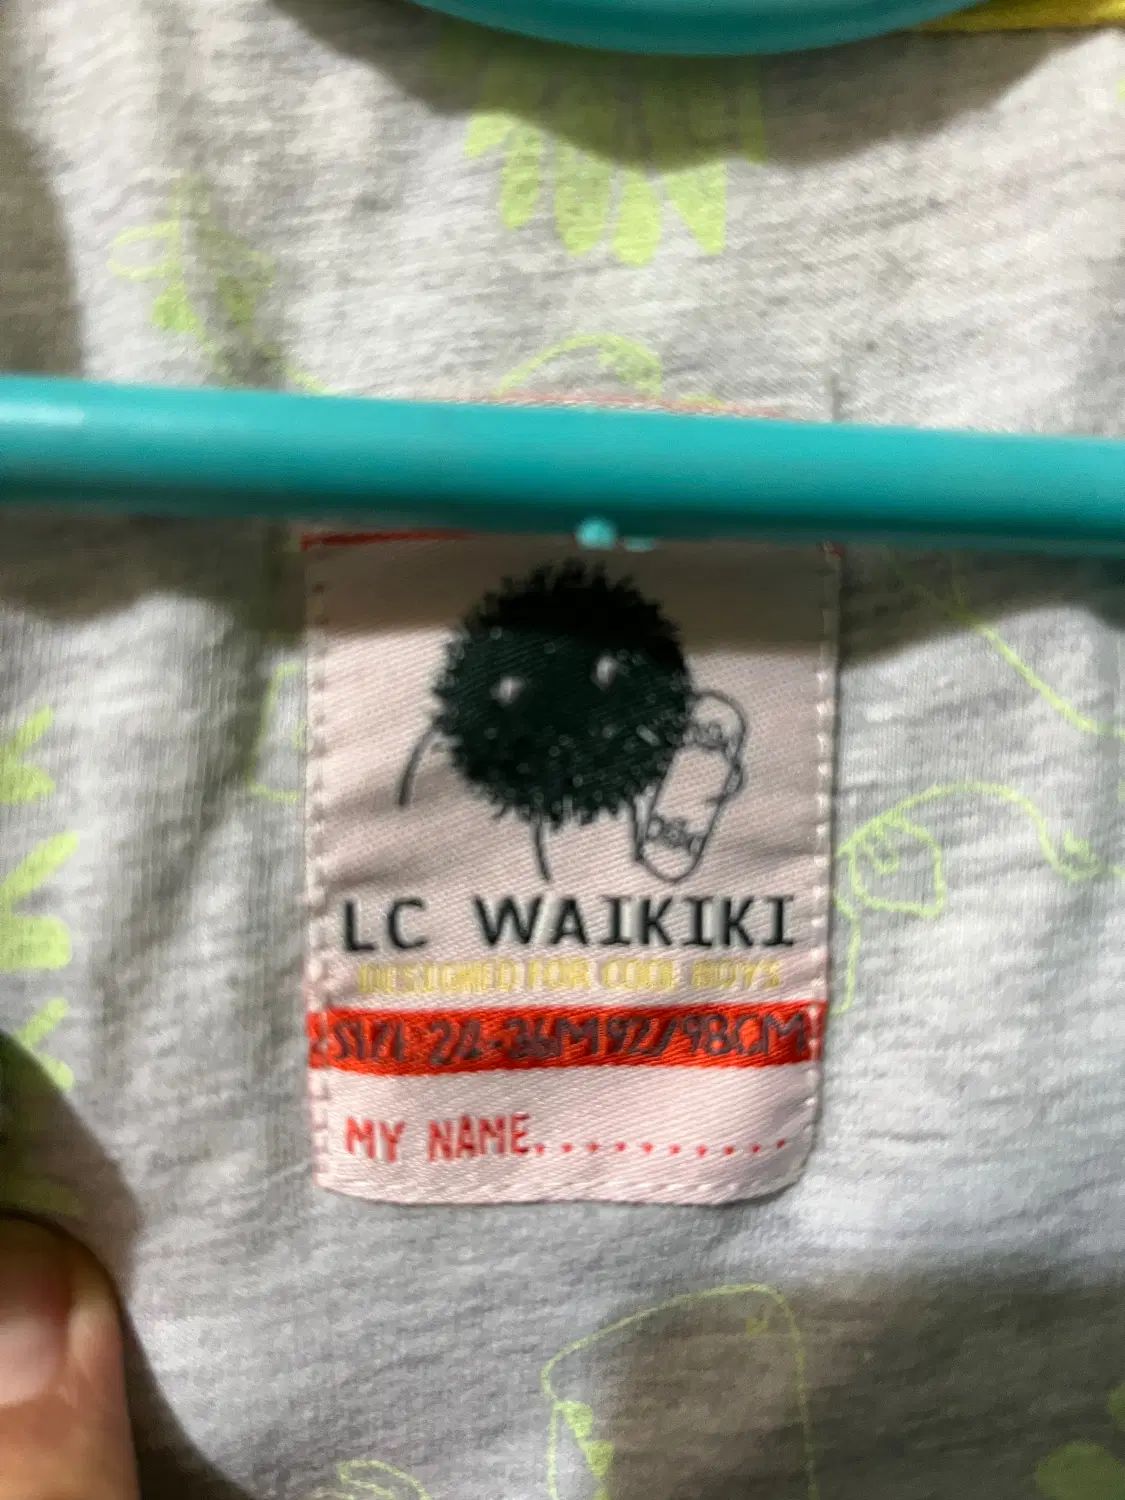 LC WAIKIKI
DESIGNED FOR COOL BOYS
SIZE 24-36M 92/98CM
MY NAME..........